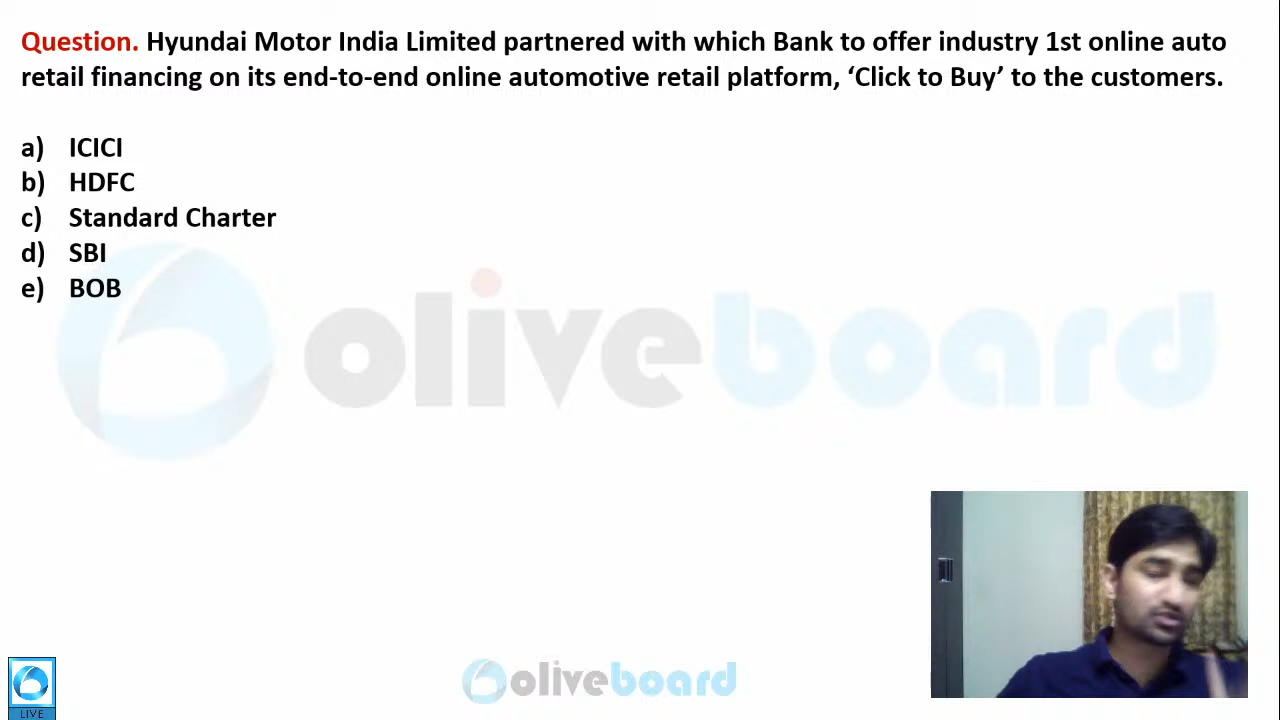 Question. Hyundai Motor India Limited partnered with which Bank to offer industry 1st online auto
retail financing on its end-to-end online automotive retail platform, ‘Click to Buy’ to the customers.
a) ICICI
b) HDFC
c) Standard Charter
d) SBI
e) BOB
oliveboard
oliveboard
LIVE